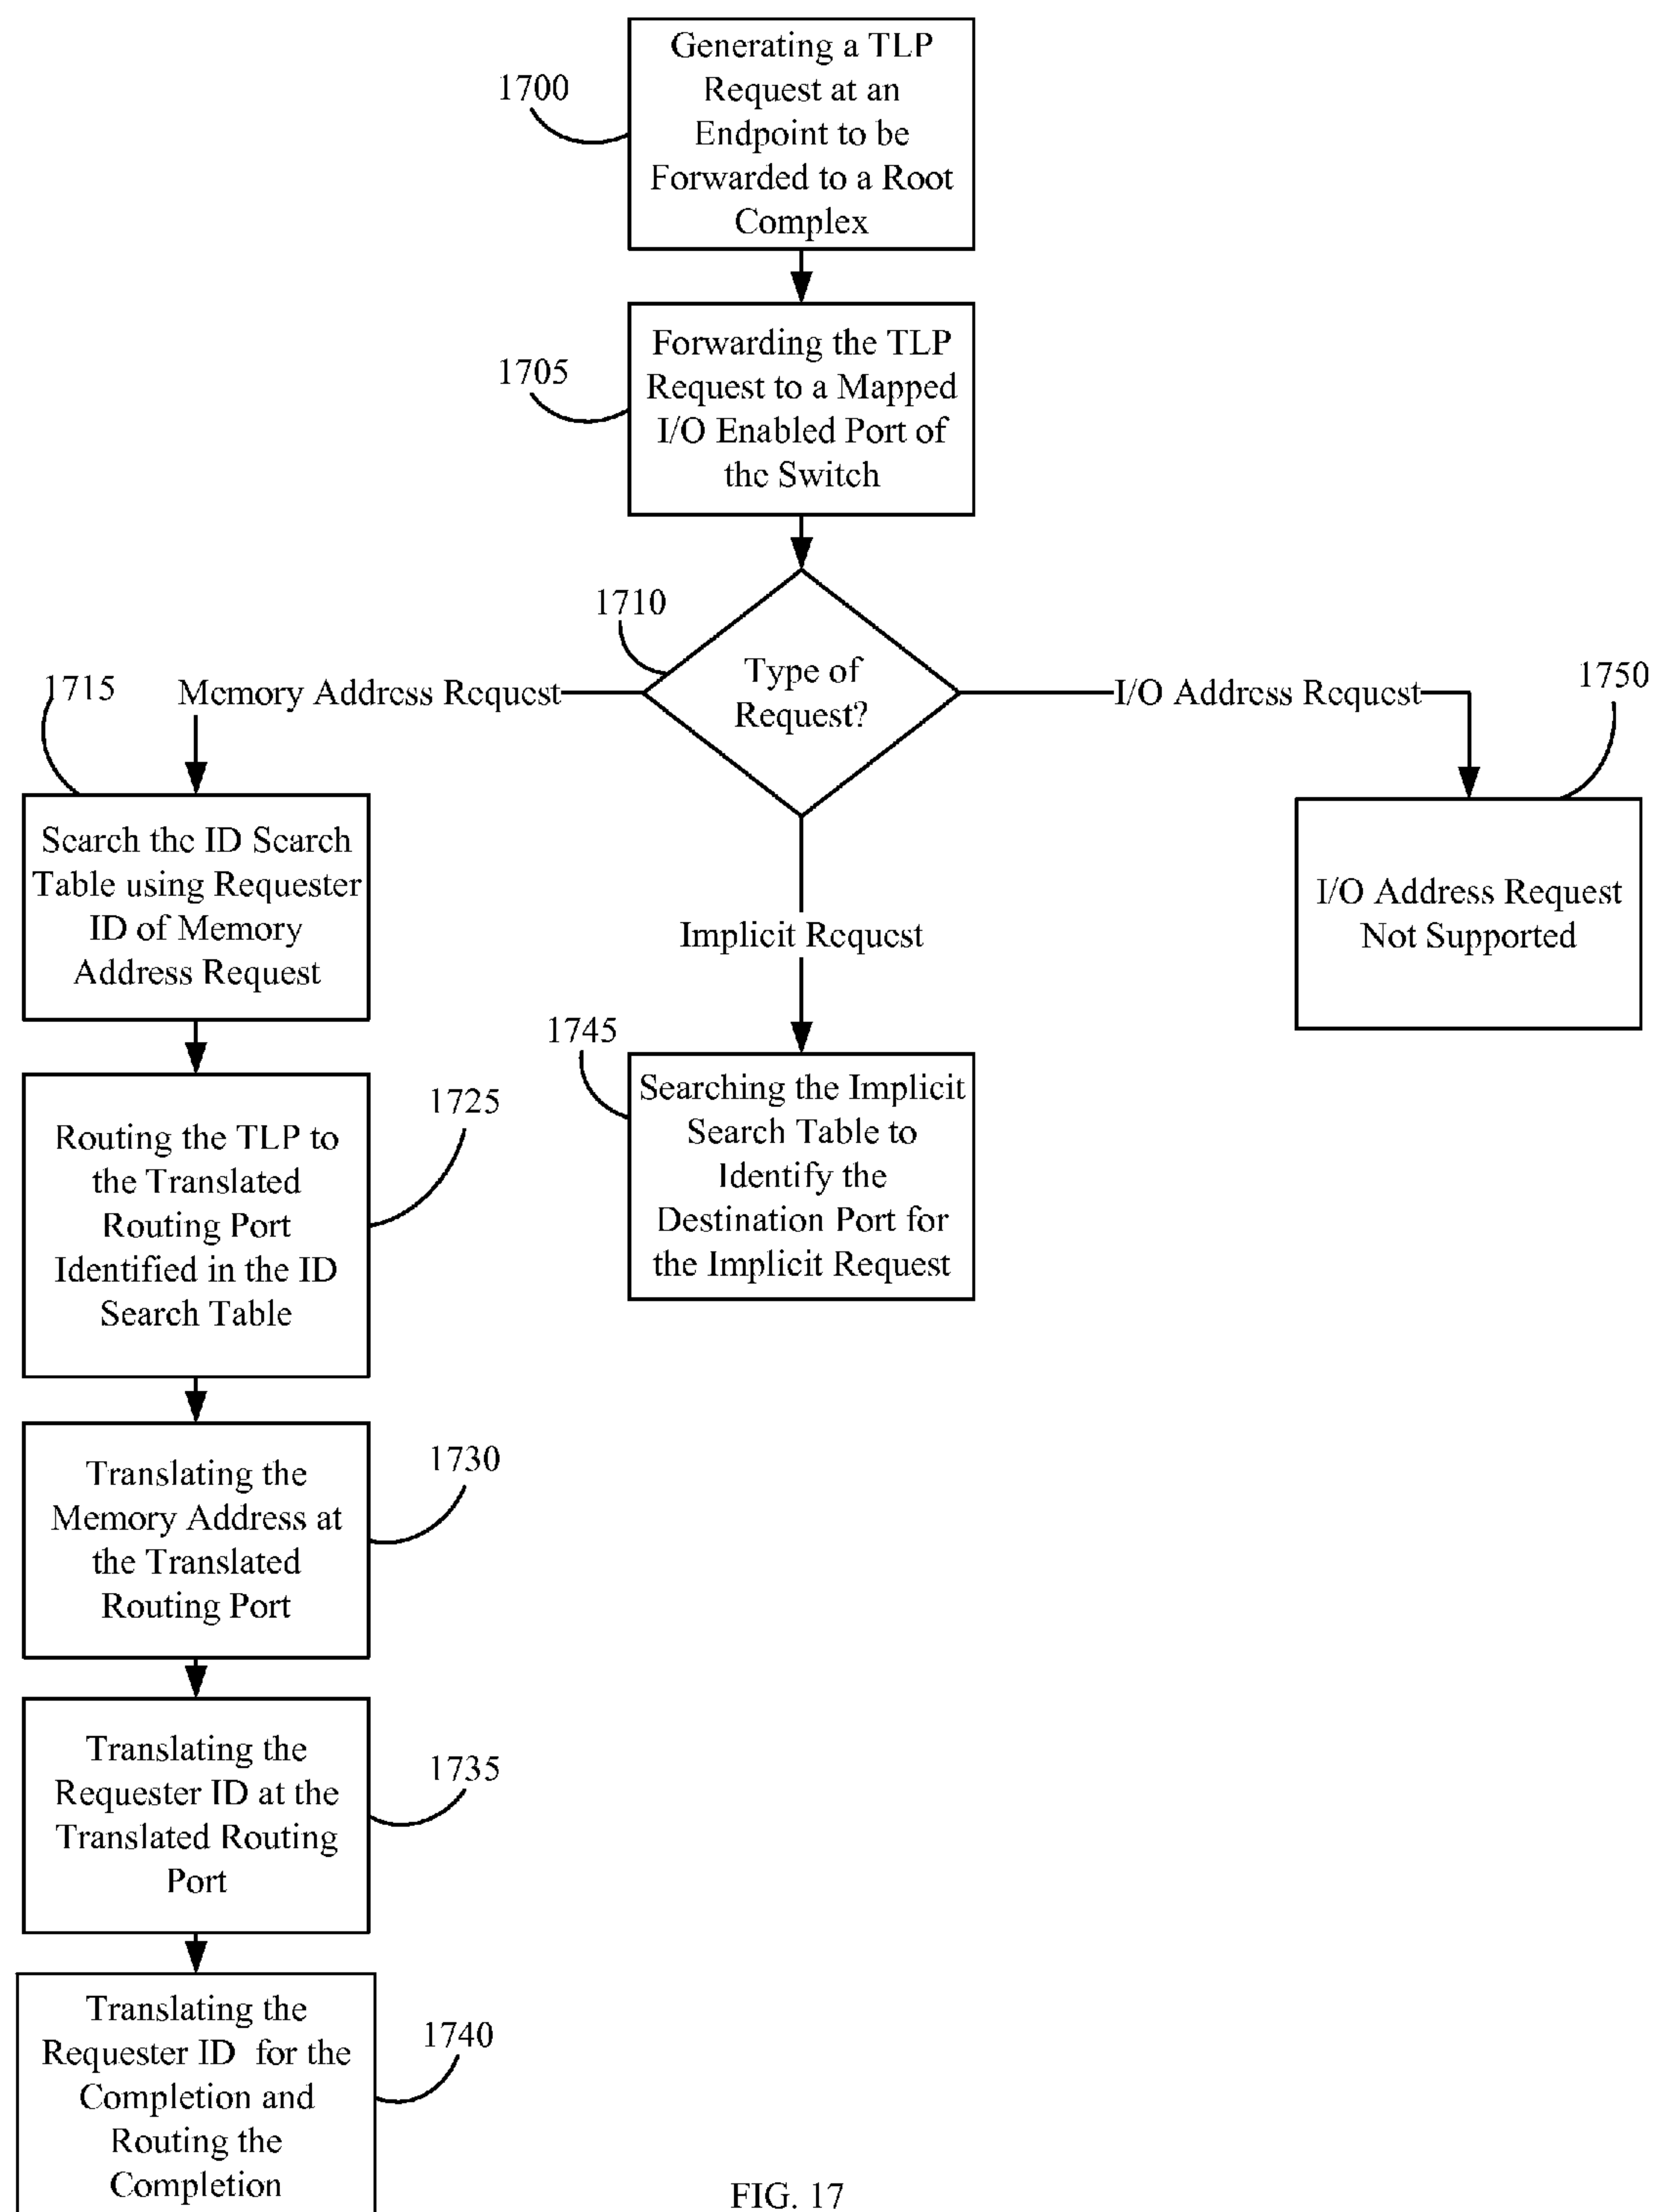 Generating a TLP
Request at an
Endpoint to be
Forwarded to a Root
Complex
1700
Forwarding the TLP
Request to a Mapped
I/O Enabled Port of
the Switch
1705
1710
Type of
Request?
Memory Address Request
I/O Address Request
Implicit Request
1715
Search the ID Search
Table using Requester
ID of Memory
Address Request
1750
I/O Address Request
Not Supported
1745
Searching the Implicit
Search Table to
Identify the
Destination Port for
the Implicit Request
1725
Routing the TLP to
the Translated
Routing Port
Identified in the ID
Search Table
1730
Translating the
Memory Address at
the Translated
Routing Port
1735
Translating the
Requester ID at the
Translated Routing
Port
1740
Translating the
Requester ID for the
Completion and
Routing the
Completion
FIG. 17